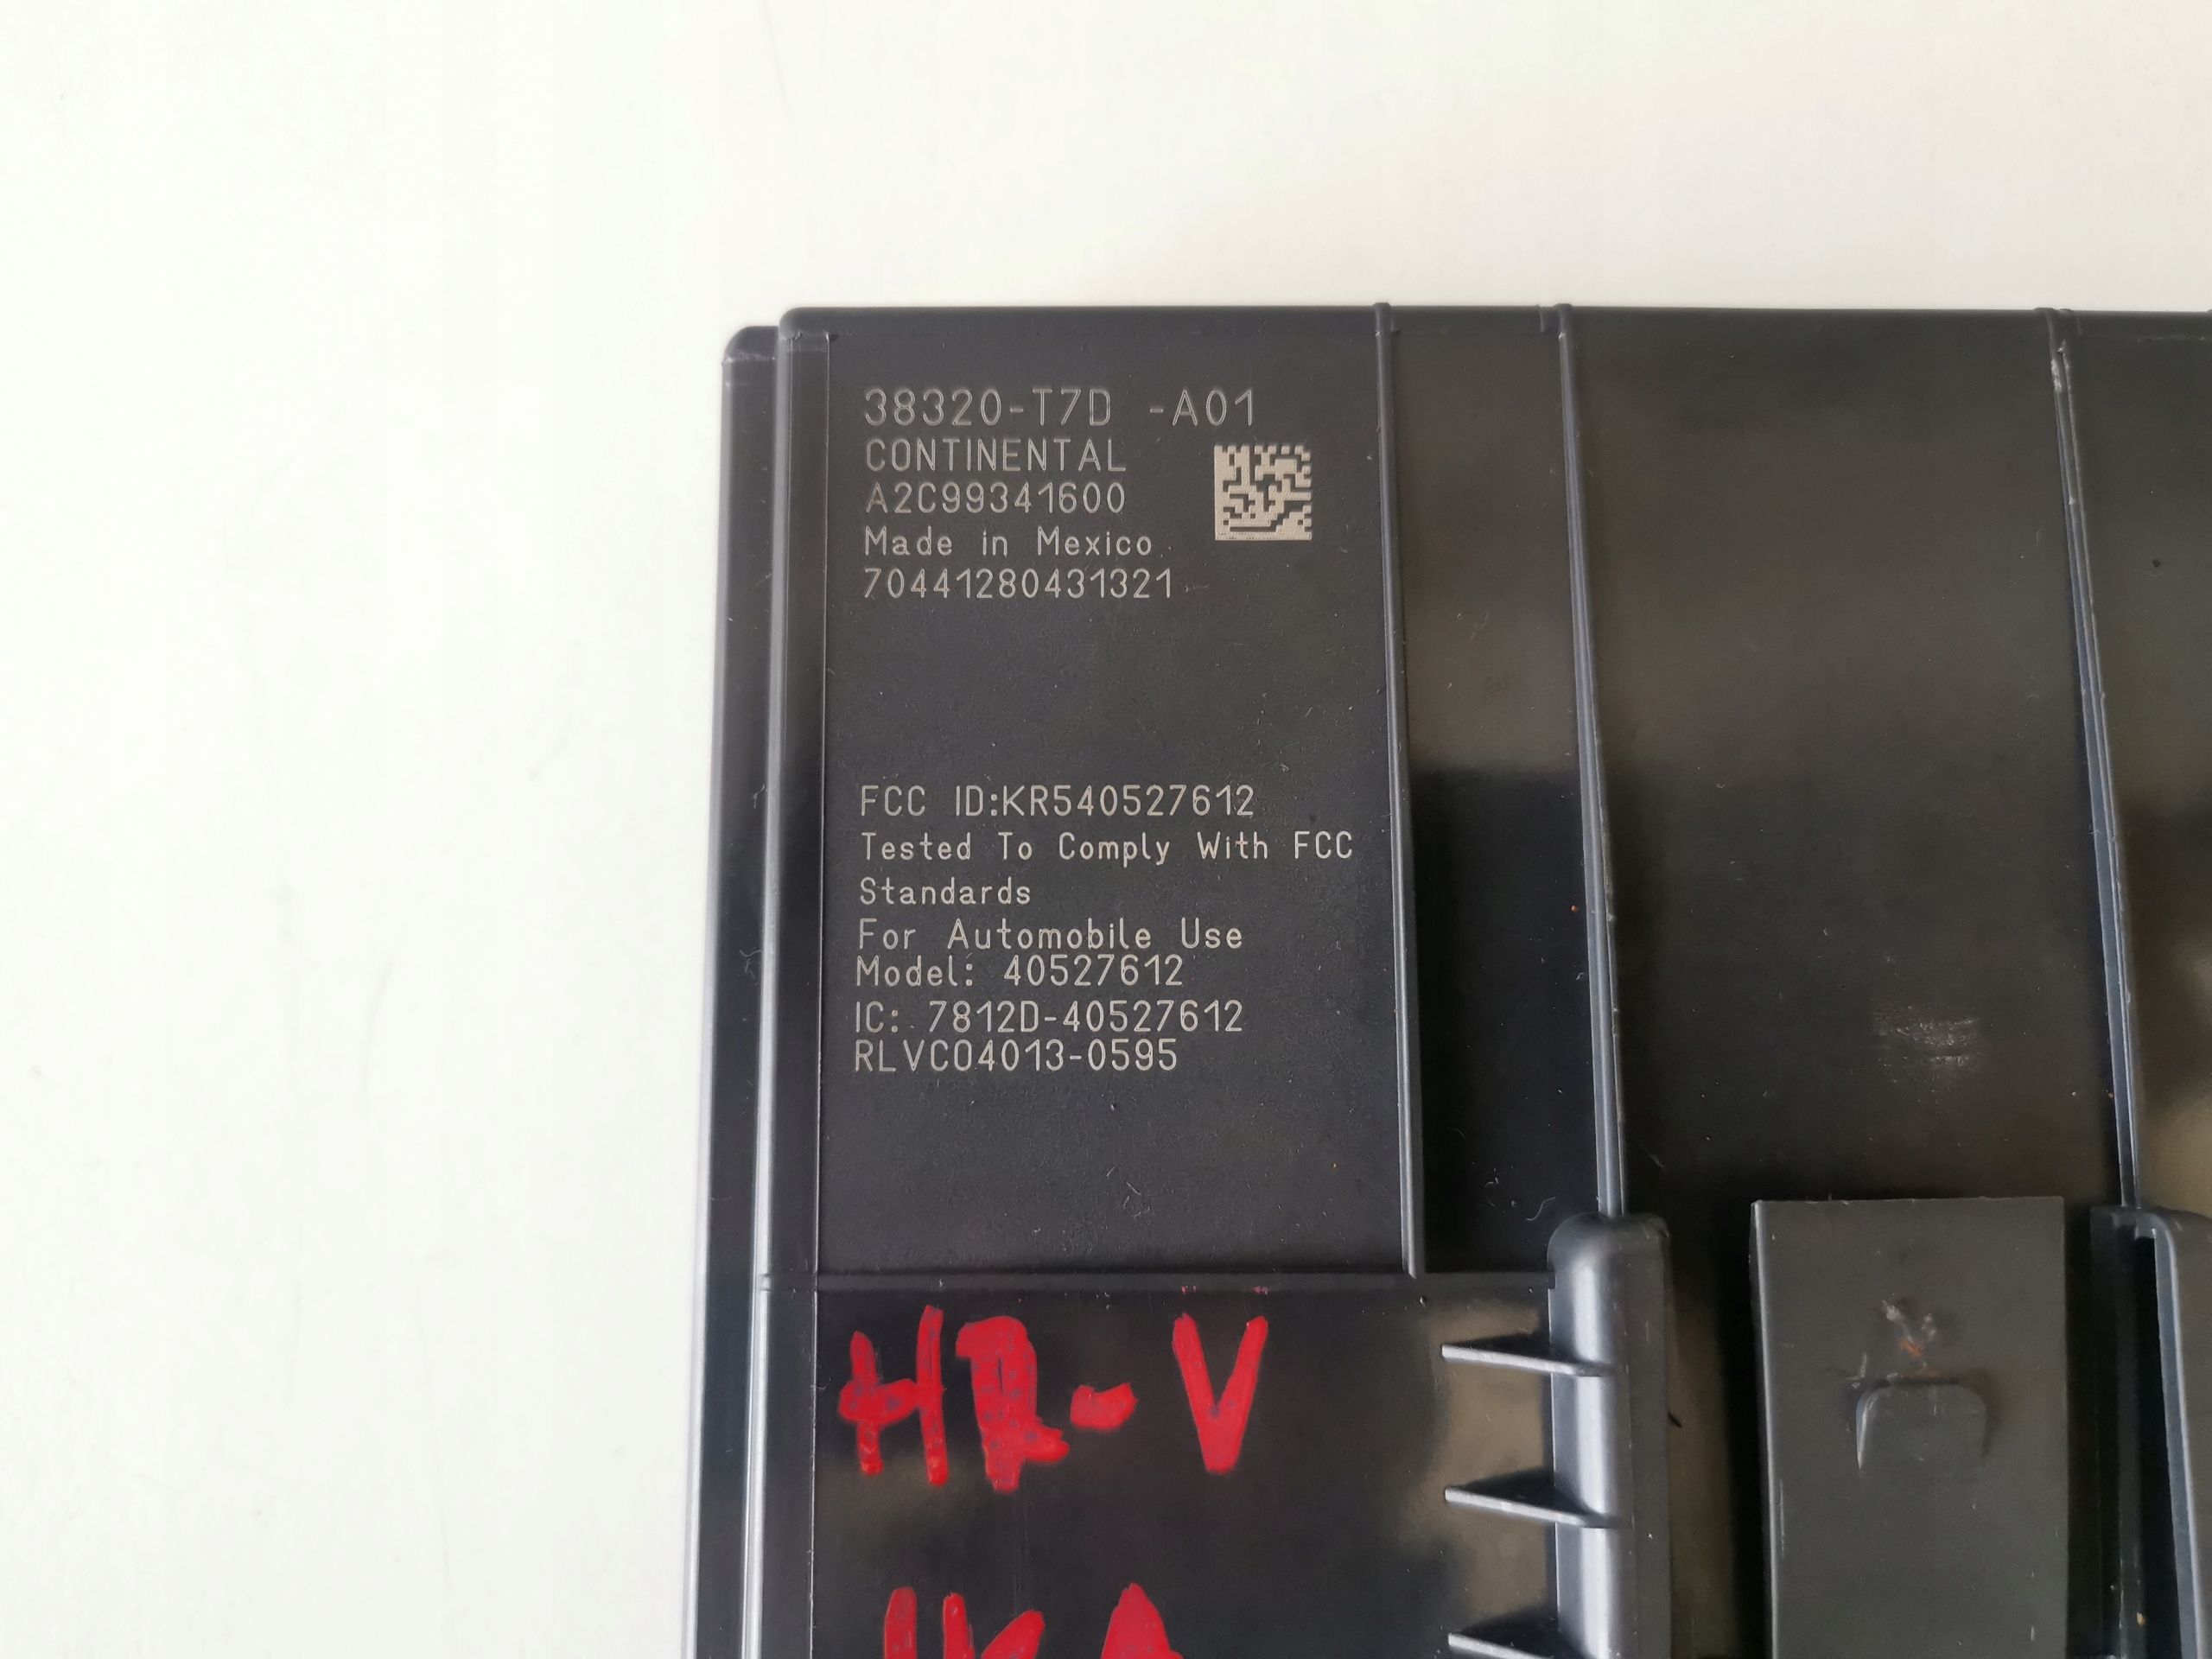 38320-T7D -A01
CONTINENTAL
A2C99341600
Made in Mexico
70441280431321
FCC ID:KR540527612
Tested To Comply With FCC
Standards
For Automobile Use
Model: 40527612
IC: 7812D-40527612
RLVCO4013-0595
HR-V